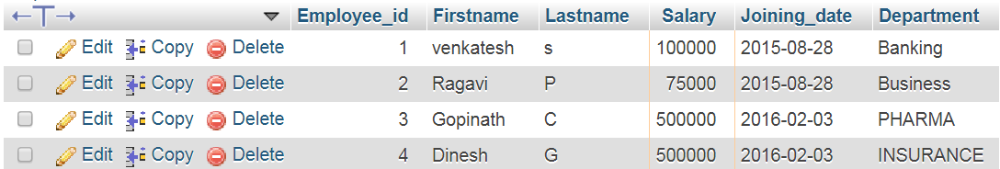 Employee_id Firstname Lastname Salary Joining_date Department
Edit Copy Delete 1 venkatesh s 100000 2015-08-28 Banking
Edit Copy Delete 2 Ragavi P 75000 2015-08-28 Business
Edit Copy Delete 3 Gopinath C 500000 2016-02-03 PHARMA
Edit Copy Delete 4 Dinesh G 500000 2016-02-03 INSURANCE